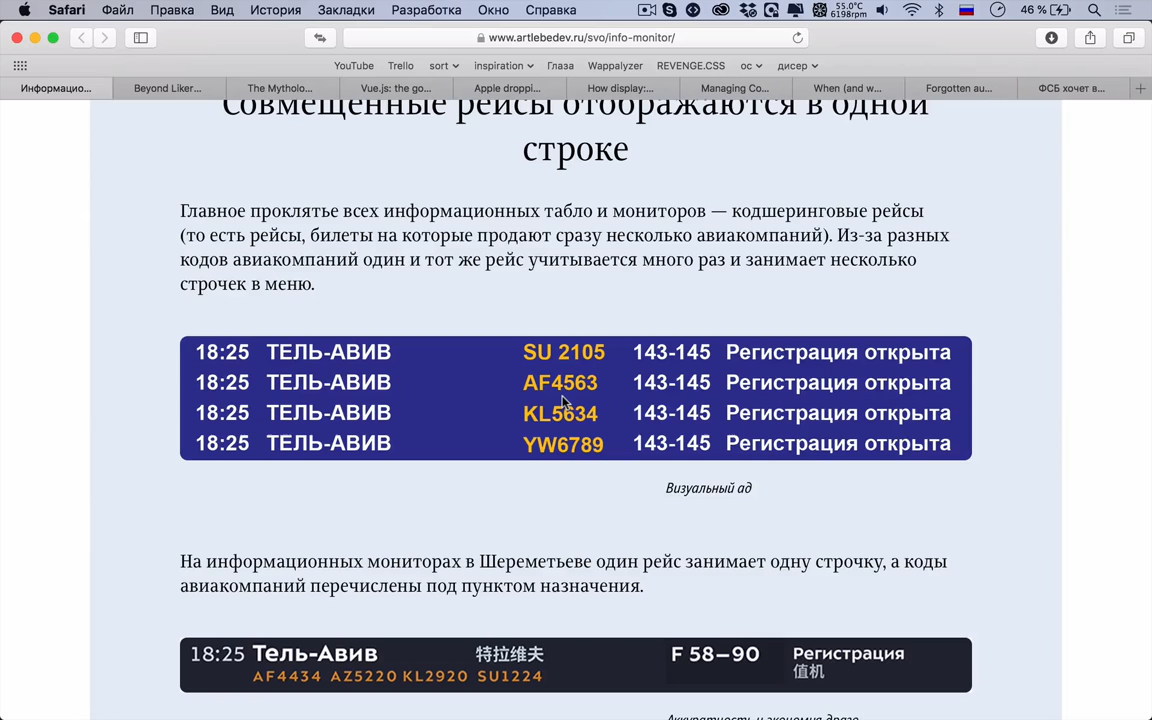 Safari Файл Правка Вид История Закладки Разработка Окно Справка 55.0°C 6198rpm 46 %
www.artlebedev.ru/svo/info-monitor/
YouTube Trello sort inspiration Глаза Wappalyzer REVENGE.CSS ос дисер
Информацио... Beyond Liker... The Mytholo... Vue.js: the go... Apple droppi... How display:... Managing Co... When (and w... Forgotten au... ФСБ хочет в...
Совмещенные рейсы отображаются в одной
строке
Главное проклятье всех информационных табло и мониторов — кодшеринговые рейсы
(то есть рейсы, билеты на которые продают сразу несколько авиакомпаний). Из-за разных
кодов авиакомпаний один и тот же рейс учитывается много раз и занимает несколько
строчек в меню.
18:25 ТЕЛЬ-АВИВ SU 2105 143-145 Регистрация открыта
18:25 ТЕЛЬ-АВИВ AF4563 143-145 Регистрация открыта
18:25 ТЕЛЬ-АВИВ KL5634 143-145 Регистрация открыта
18:25 ТЕЛЬ-АВИВ YW6789 143-145 Регистрация открыта
Визуальный ад
На информационных мониторах в Шереметьеве один рейс занимает одну строчку, а коды
авиакомпаний перечислены под пунктом назначения.
18:25 Тель-Авив 特拉维夫 F 58–90 Регистрация
AF4434 AZ5220 KL2920 SU1224 值机